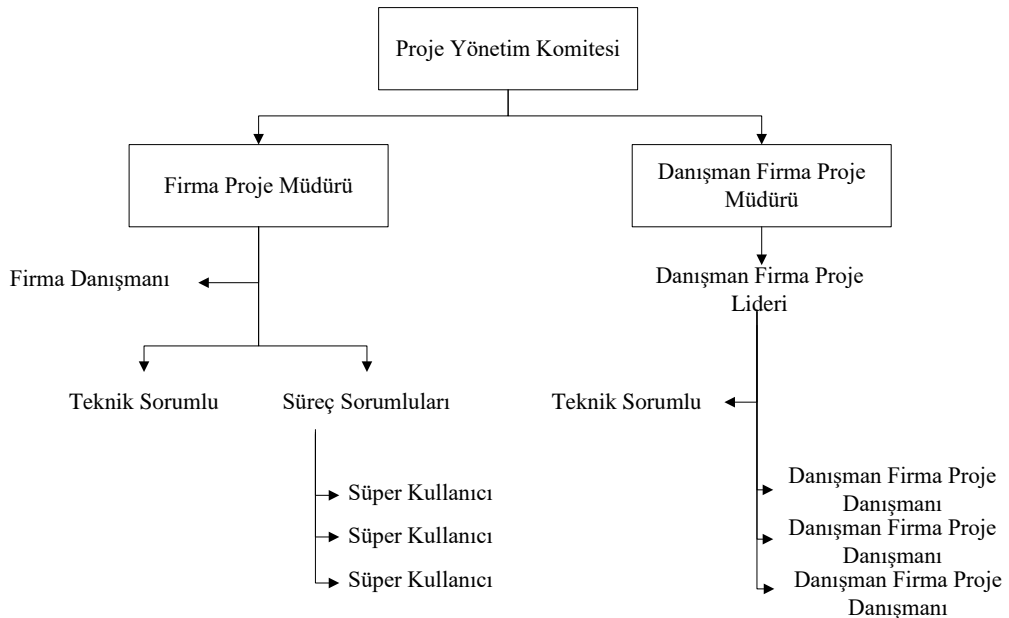 Proje Yönetim Komitesi
Firma Proje Müdürü
Danışman Firma Proje
Müdürü
Firma Danışmanı
Danışman Firma Proje
Lideri
Teknik Sorumlu
Süreç Sorumluları
Teknik Sorumlu
Süper Kullanıcı
Süper Kullanıcı
Süper Kullanıcı
Danışman Firma Proje
Danışmanı
Danışman Firma Proje
Danışmanı
Danışman Firma Proje
Danışmanı